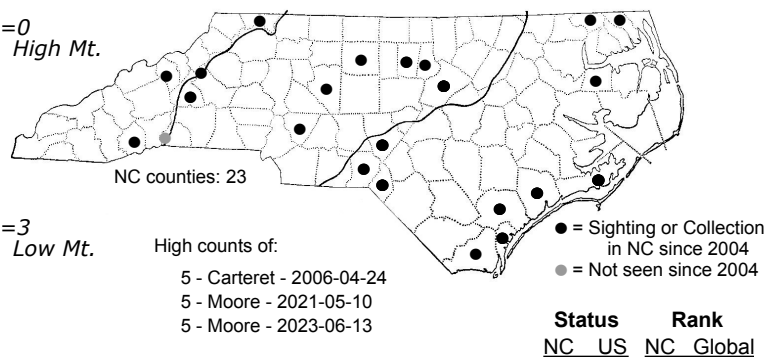 =0
High Mt.
NC counties: 23
=3
Low Mt.
High counts of:
5 - Carteret - 2006-04-24
5 - Moore - 2021-05-10
5 - Moore - 2023-06-13
● = Sighting or Collection
in NC since 2004
● = Not seen since 2004
Status Rank
NC US NC Global